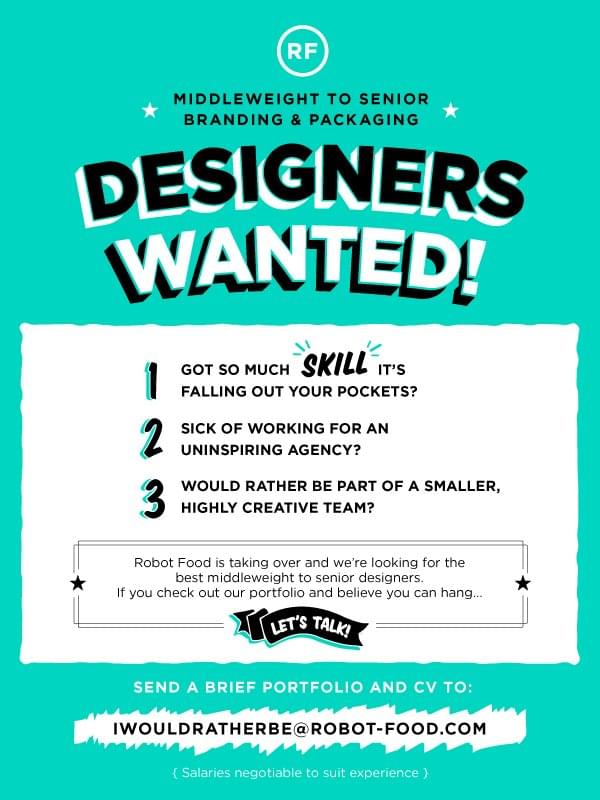 RF
MIDDLEWEIGHT TO SENIOR
BRANDING & PACKAGING
DESIGNERS
WANTED!
1 GOT SO MUCH SKILL IT'S
FALLING OUT YOUR POCKETS?
2 SICK OF WORKING FOR AN
UNINSPIRING AGENCY?
3 WOULD RATHER BE PART OF A SMALLER,
HIGHLY CREATIVE TEAM?
Robot Food is taking over and we're looking for the
best middleweight to senior designers.
If you check out our portfolio and believe you can hang...
LET'S TALK!
SEND A BRIEF PORTFOLIO AND CV TO:
IWOULDRATHERBE@ROBOT-FOOD.COM
{ Salaries negotiable to suit experience }